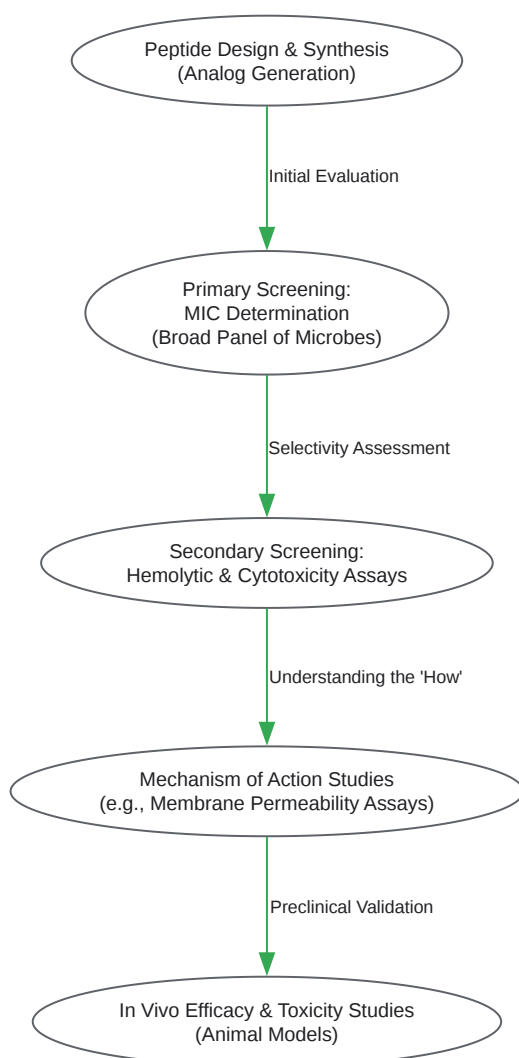 Peptide Design & Synthesis
(Analog Generation)
Initial Evaluation
Primary Screening:
MIC Determination
(Broad Panel of Microbes)
Selectivity Assessment
Secondary Screening:
Hemolytic & Cytotoxicity Assays
Understanding the 'How'
Mechanism of Action Studies
(e.g., Membrane Permeability Assays)
Preclinical Validation
In Vivo Efficacy & Toxicity Studies
(Animal Models)